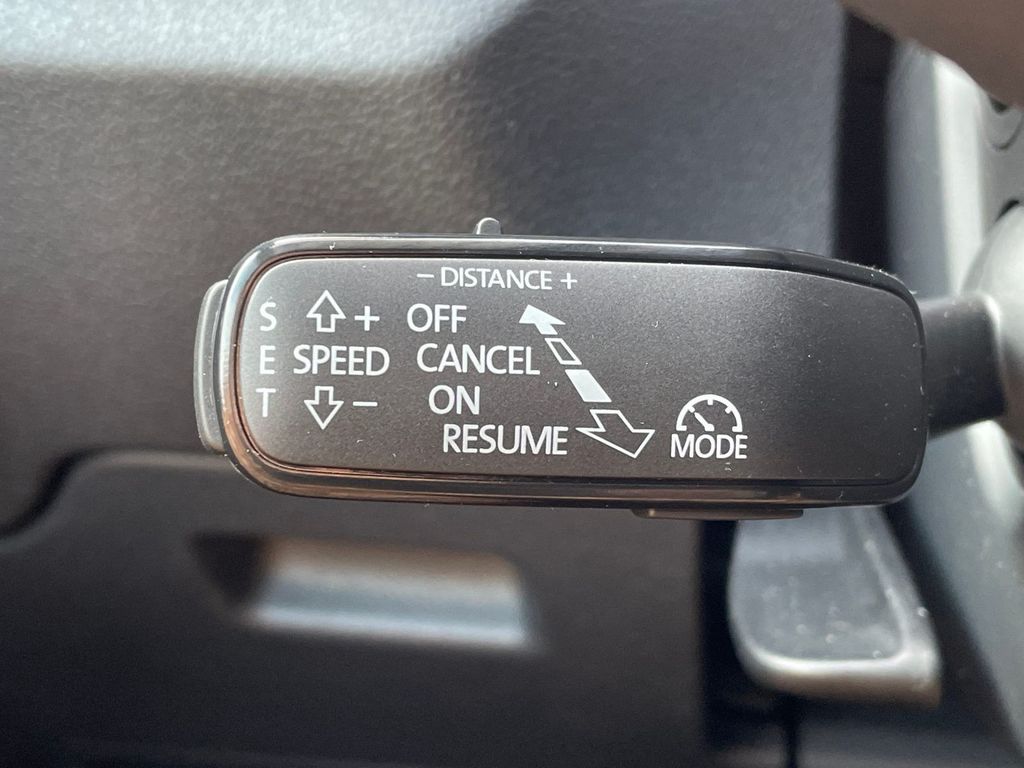 − DISTANCE +
S + OFF
E SPEED CANCEL
T − ON
RESUME MODE